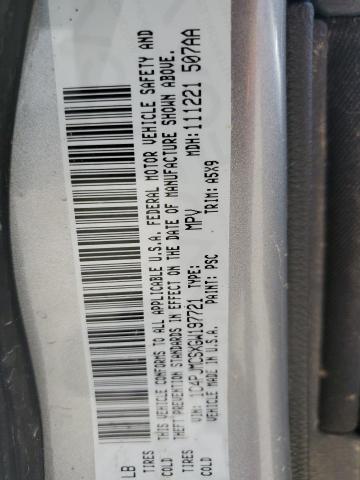 LB
TIRES
COLD
TIRES
COLD
THIS VEHICLE CONFORMS TO ALL APPLICABLE U.S.A. FEDERAL MOTOR VEHICLE SAFETY AND
THEFT PREVENTION STANDARDS IN EFFECT ON THE DATE OF MANUFACTURE SHOWN ABOVE.
VIN: 1C4PJMCSXGW197721 TYPE: MPV MDH: 111221 507AA
VEHICLE MADE IN U.S.A. PAINT: PSC TRIM: A5X9